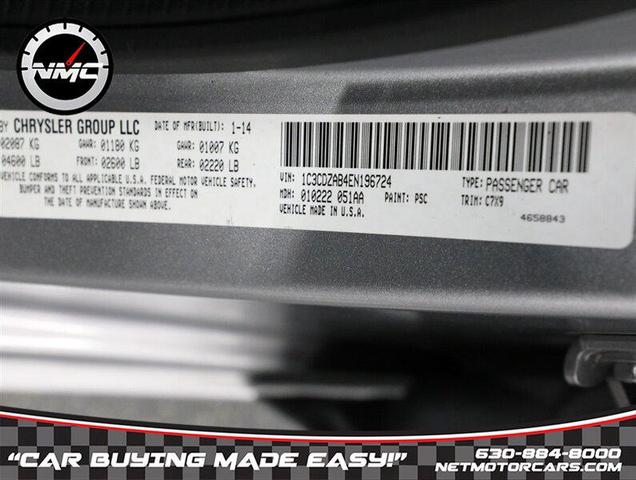 NMC
BY CHRYSLER GROUP LLC DATE OF MFR(BUILT): 1-14
02087 KG GAWR: 01180 KG GAWR: 01007 KG
04600 LB FRONT: 02600 LB REAR: 02220 LB
VEHICLE CONFORMS TO ALL APPLICABLE U.S.A. FEDERAL MOTOR VEHICLE SAFETY,
BUMPER AND THEFT PREVENTION STANDARDS IN EFFECT ON
THE DATE OF MANUFACTURE SHOWN ABOVE.
VIN: 1C3CDZAB4EN196724 TYPE: PASSENGER CAR
MDH: 010222 051AA PAINT: PSC TRIM: C7X9
VEHICLE MADE IN U.S.A. 4658843
"CAR BUYING MADE EASY!" 630-884-8000
NETMOTORCARS.COM